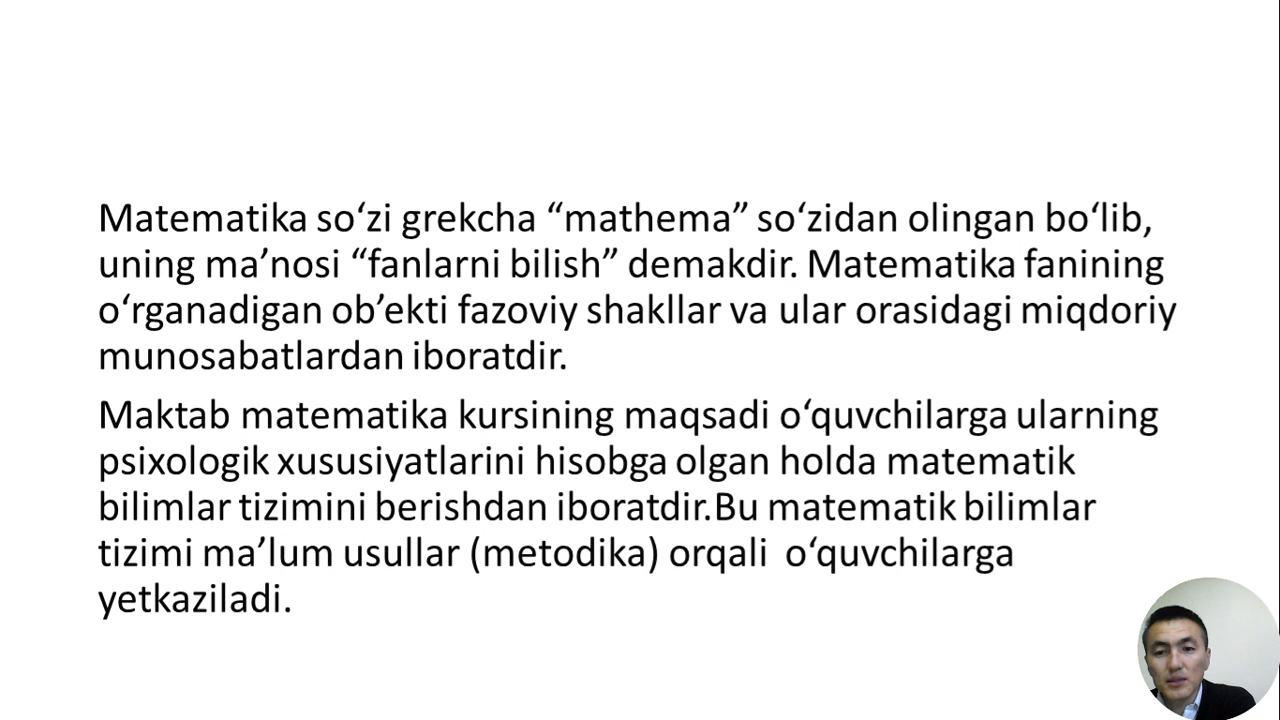 Matematika so‘zi grekcha “mathema” so‘zidan olingan bo‘lib,
uning ma’nosi “fanlarni bilish” demakdir. Matematika fanining
o‘rganadigan ob’ekti fazoviy shakllar va ular orasidagi miqdoriy
munosabatlardan iboratdir.
Maktab matematika kursining maqsadi o‘quvchilarga ularning
psixologik xususiyatlarini hisobga olgan holda matematik
bilimlar tizimini berishdan iboratdir.Bu matematik bilimlar
tizimi ma’lum usullar (metodika) orqali o‘quvchilarga
yetkaziladi.